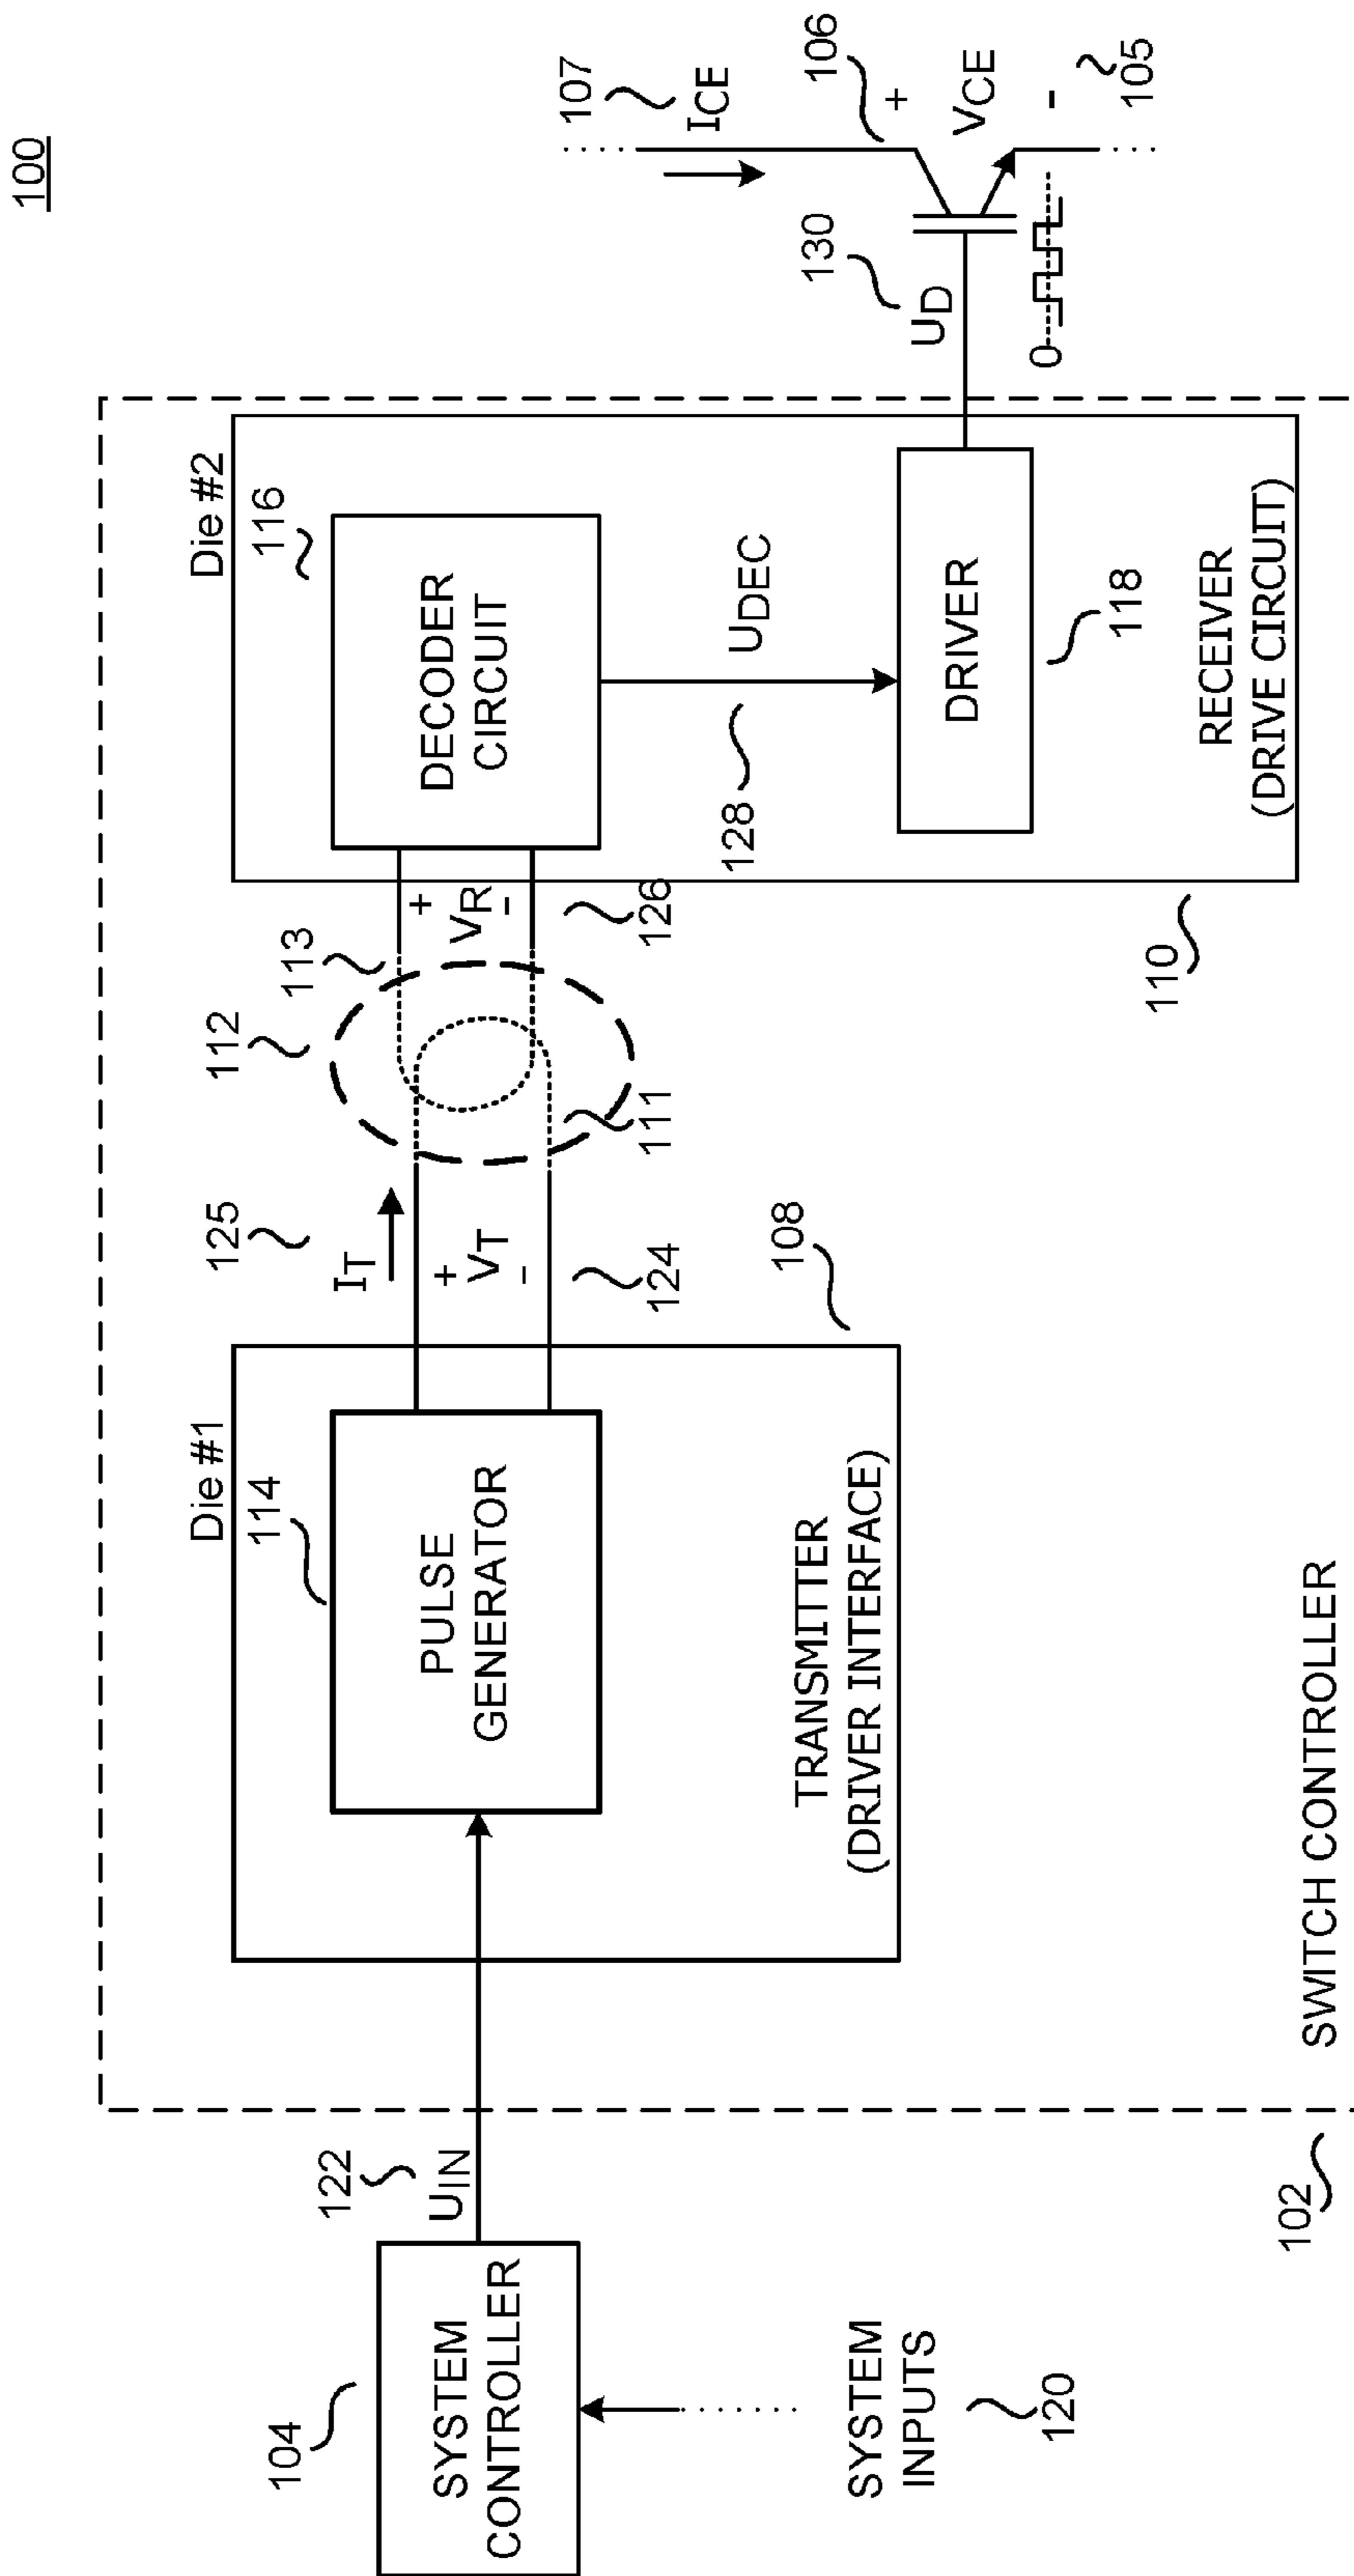 100
107
ICE
106
+
VCE
-
105
130
UD
0
Die #2
116
DECODER
CIRCUIT
UDEC
128
DRIVER
118
RECEIVER
(DRIVE CIRCUIT)
110
113
+
VR
-
126
112
111
125
IT
+
VT
-
124
108
Die #1
114
PULSE
GENERATOR
TRANSMITTER
(DRIVER INTERFACE)
SWITCH CONTROLLER
102
122
UIN
104
SYSTEM
CONTROLLER
SYSTEM
INPUTS
120